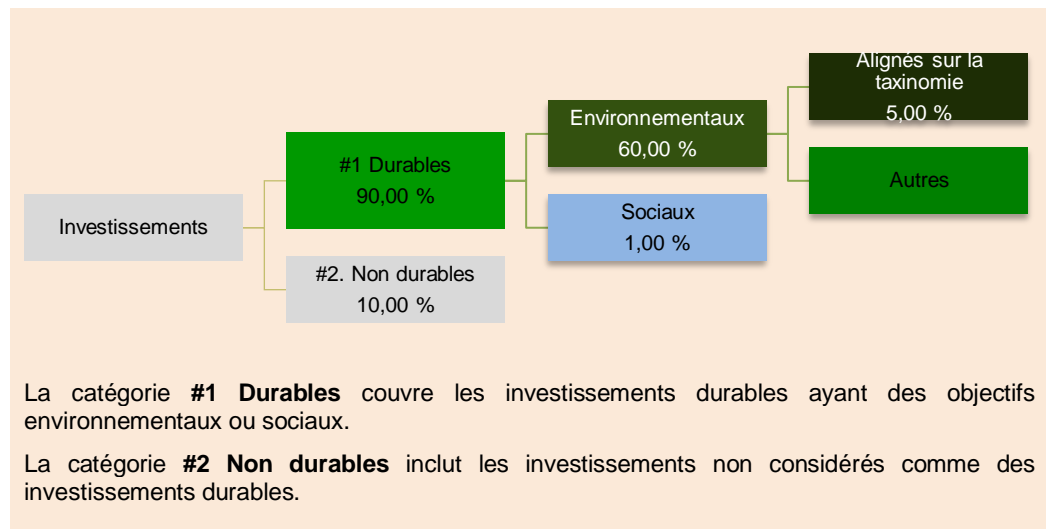 Alignés sur la
taxinomie
5,00 %
Environnementaux
60,00 %
#1 Durables
90,00 %
Autres
Investissements
Sociaux
1,00 %
#2. Non durables
10,00 %
La catégorie #1 Durables couvre les investissements durables ayant des objectifs
environnementaux ou sociaux.
La catégorie #2 Non durables inclut les investissements non considérés comme des
investissements durables.